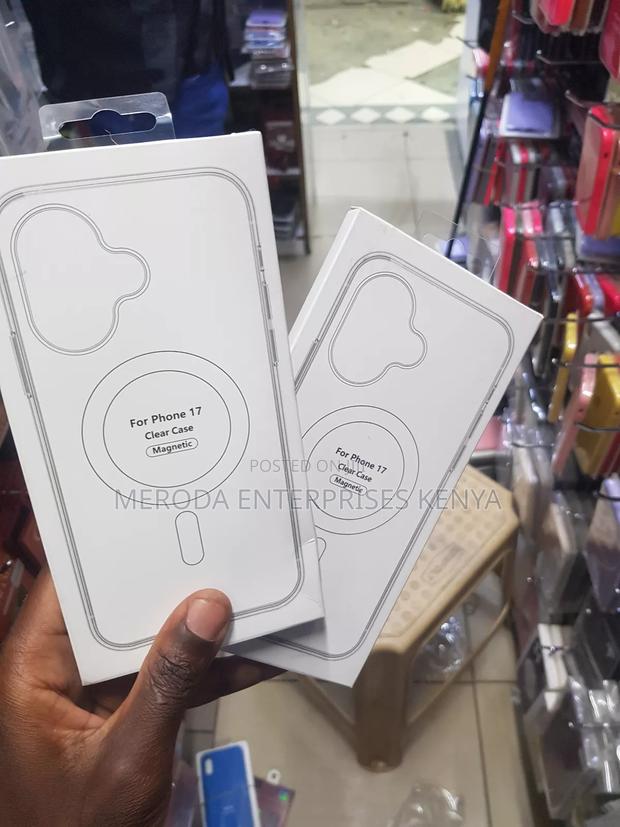 For Phone 17
Clear Case
Magnetic
For Phone 17
Clear Case
Magnetic
POSTED ON
MERODA ENTERPRISES KENYA